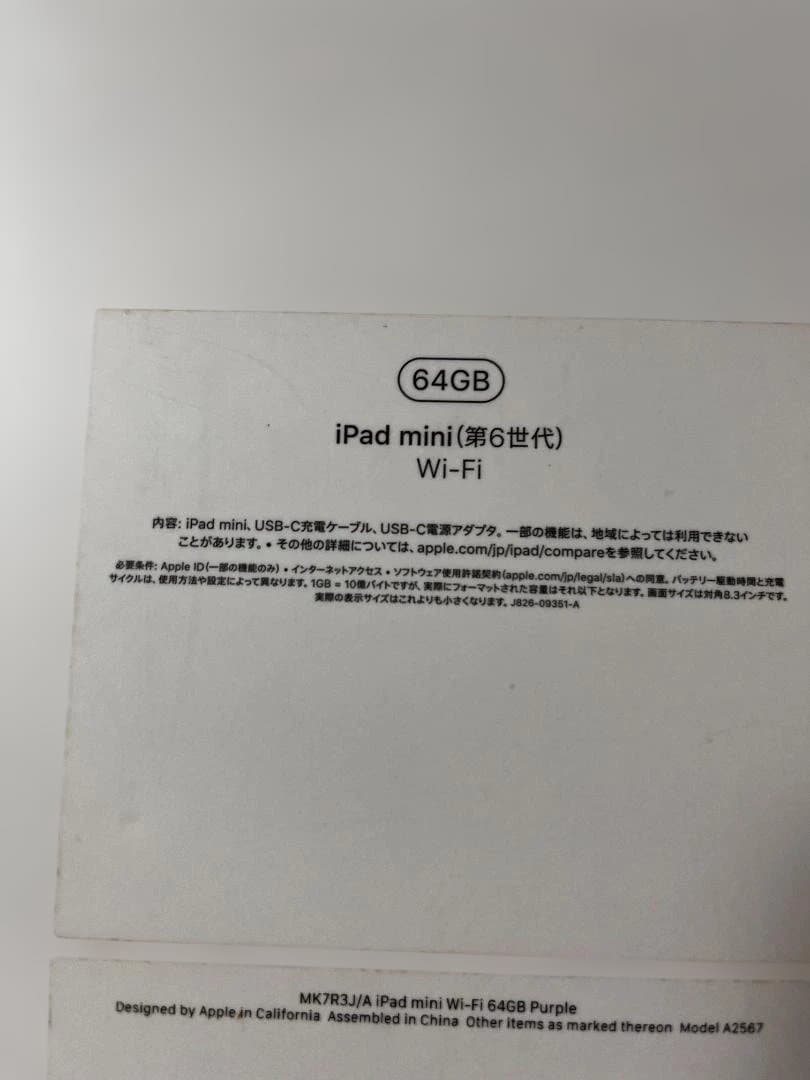 64GB
iPad mini(第6世代)
Wi-Fi
内容: iPad mini、USB-C充電ケーブル、USB-C電源アダプタ。一部の機能は、地域によっては利用できない
ことがあります。• その他の詳細については、apple.com/jp/ipad/compareを参照してください。
必要条件: Apple ID(一部の機能のみ) • インターネットアクセス • ソフトウェア使用許諾契約(apple.com/jp/legal/sla)への同意。バッテリー駆動時間と充電
サイクルは、使用方法や設定によって異なります。1GB = 10億バイトですが、実際にフォーマットされた容量はそれ以下となります。画面サイズは対角8.3インチです。
実際の表示サイズはこれよりも小さくなります。J826-09351-A
MK7R3J/A iPad mini Wi-Fi 64GB Purple
Designed by Apple in California Assembled in China Other items as marked thereon Model A2567